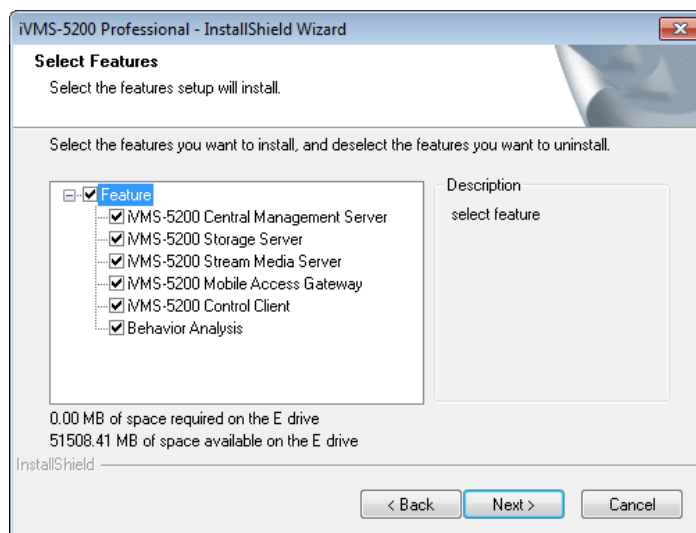 iVMS-5200 Professional - InstallShield Wizard
Select Features
Select the features setup will install.
Select the features you want to install, and deselect the features you want to uninstall.
Feature
iVMS-5200 Central Management Server
iVMS-5200 Storage Server
iVMS-5200 Stream Media Server
iVMS-5200 Mobile Access Gateway
iVMS-5200 Control Client
Behavior Analysis
Description
select feature
0.00 MB of space required on the E drive
51508.41 MB of space available on the E drive
InstallShield
< Back
Next >
Cancel